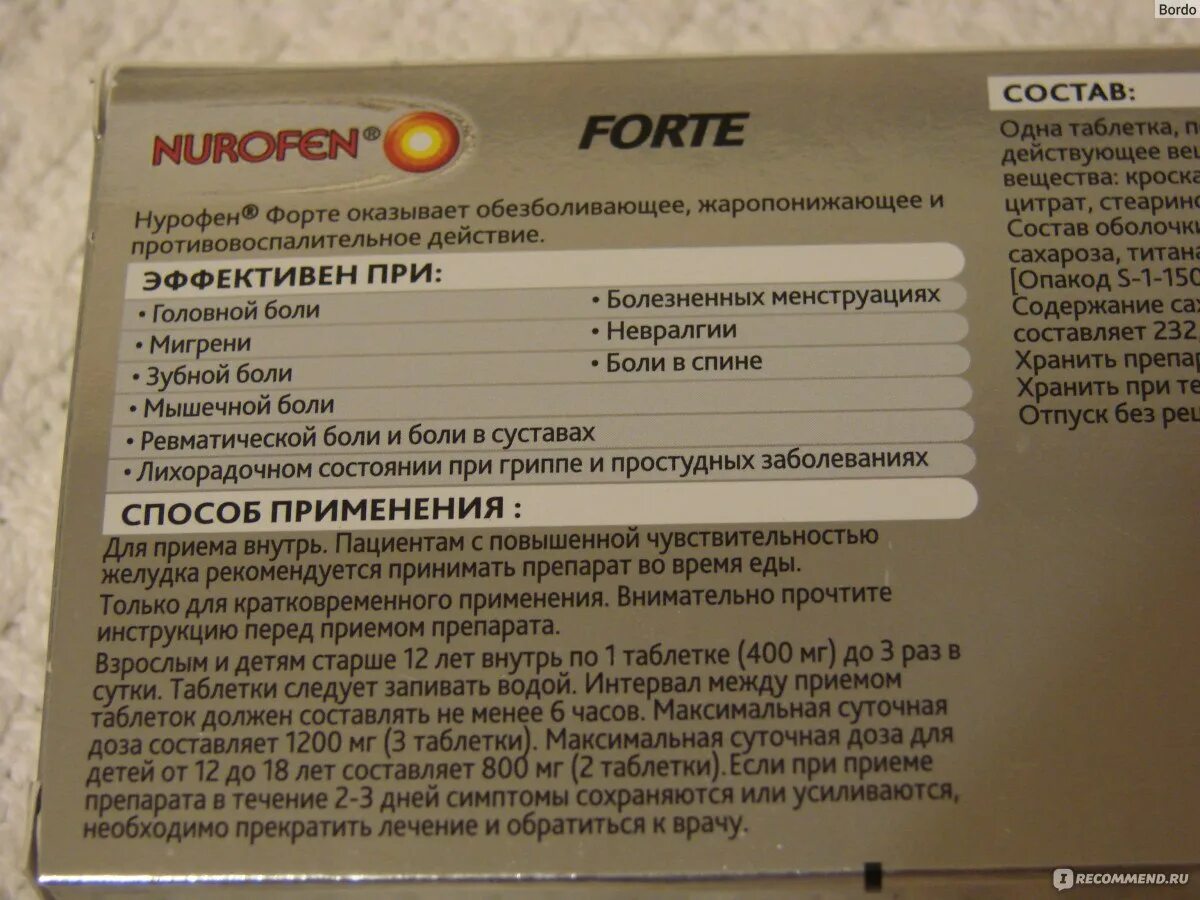 Bordo
NUROFEN®
FORTE
Нурофен® Форте оказывает обезболивающее, жаропонижающее и
противовоспалительное действие.
ЭФФЕКТИВЕН ПРИ:
• Головной боли
• Мигрени
• Зубной боли
• Мышечной боли
• Ревматической боли и боли в суставах
• Лихорадочном состоянии при гриппе и простудных заболеваниях
• Болезненных менструациях
• Невралгии
• Боли в спине
СПОСОБ ПРИМЕНЕНИЯ :
Для приема внутрь. Пациентам с повышенной чувствительностью
желудка рекомендуется принимать препарат во время еды.
Только для кратковременного применения. Внимательно прочтите
инструкцию перед приемом препарата.
Взрослым и детям старше 12 лет внутрь по 1 таблетке (400 мг) до 3 раз в
сутки. Таблетки следует запивать водой. Интервал между приемом
таблеток должен составлять не менее 6 часов. Максимальная суточная
доза составляет 1200 мг (3 таблетки). Максимальная суточная доза для
детей от 12 до 18 лет составляет 800 мг (2 таблетки).Если при приеме
препарата в течение 2-3 дней симптомы сохраняются или усиливаются,
необходимо прекратить лечение и обратиться к врачу.
СОСТАВ:
Одна таблетка,
действующее
вещества:
цитрат,
Состав
сахароза,
[Опакод S-1-150
Содержание
составляет 232
Хранить
Хранить при
Отпуск без
IRECOMMEND.RU